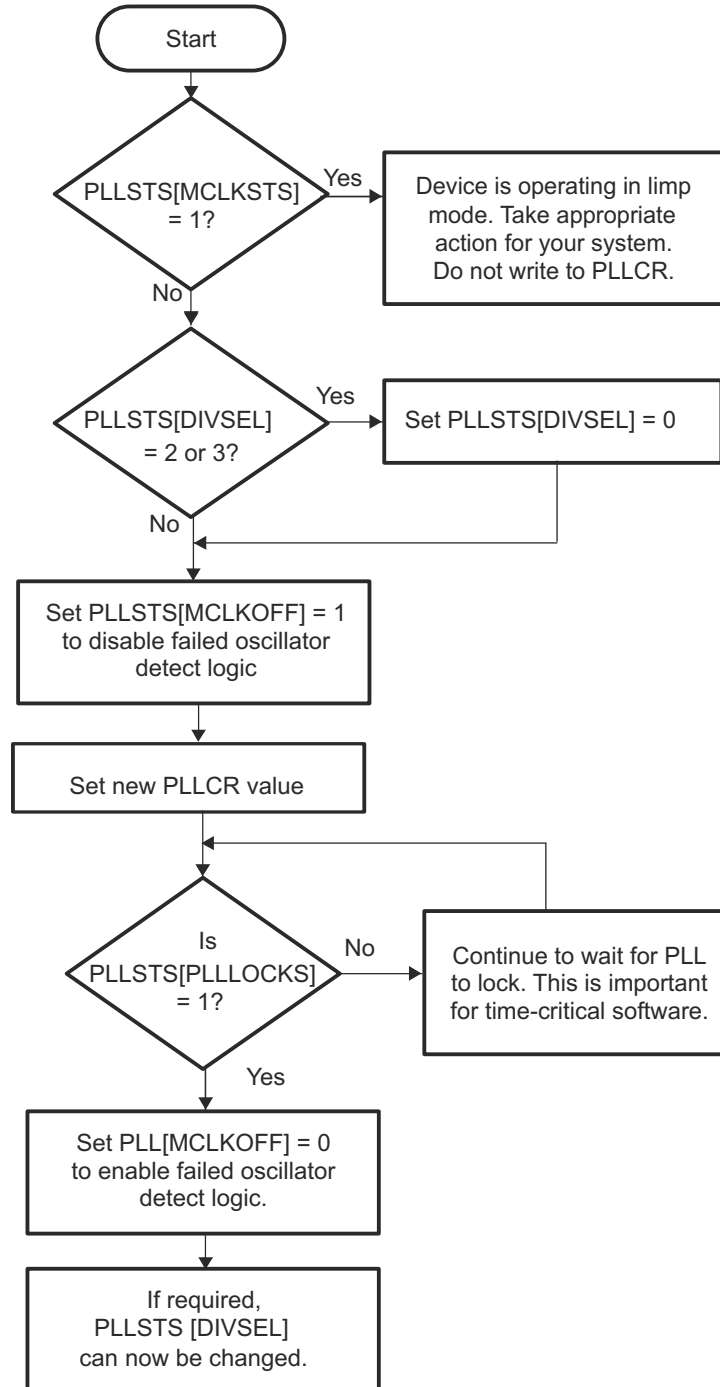 Start
PLLSTS[MCLKSTS]
= 1?
Yes
Device is operating in limp
mode. Take appropriate
action for your system.
Do not write to PLLCR.
No
PLLSTS[DIVSEL]
= 2 or 3?
Yes
Set PLLSTS[DIVSEL] = 0
No
Set PLLSTS[MCLKOFF] = 1
to disable failed oscillator
detect logic
Set new PLLCR value
Is
PLLSTS[PLLLOCKS]
= 1?
No
Continue to wait for PLL
to lock. This is important
for time-critical software.
Yes
Set PLL[MCLKOFF] = 0
to enable failed oscillator
detect logic.
If required,
PLLSTS [DIVSEL]
can now be changed.